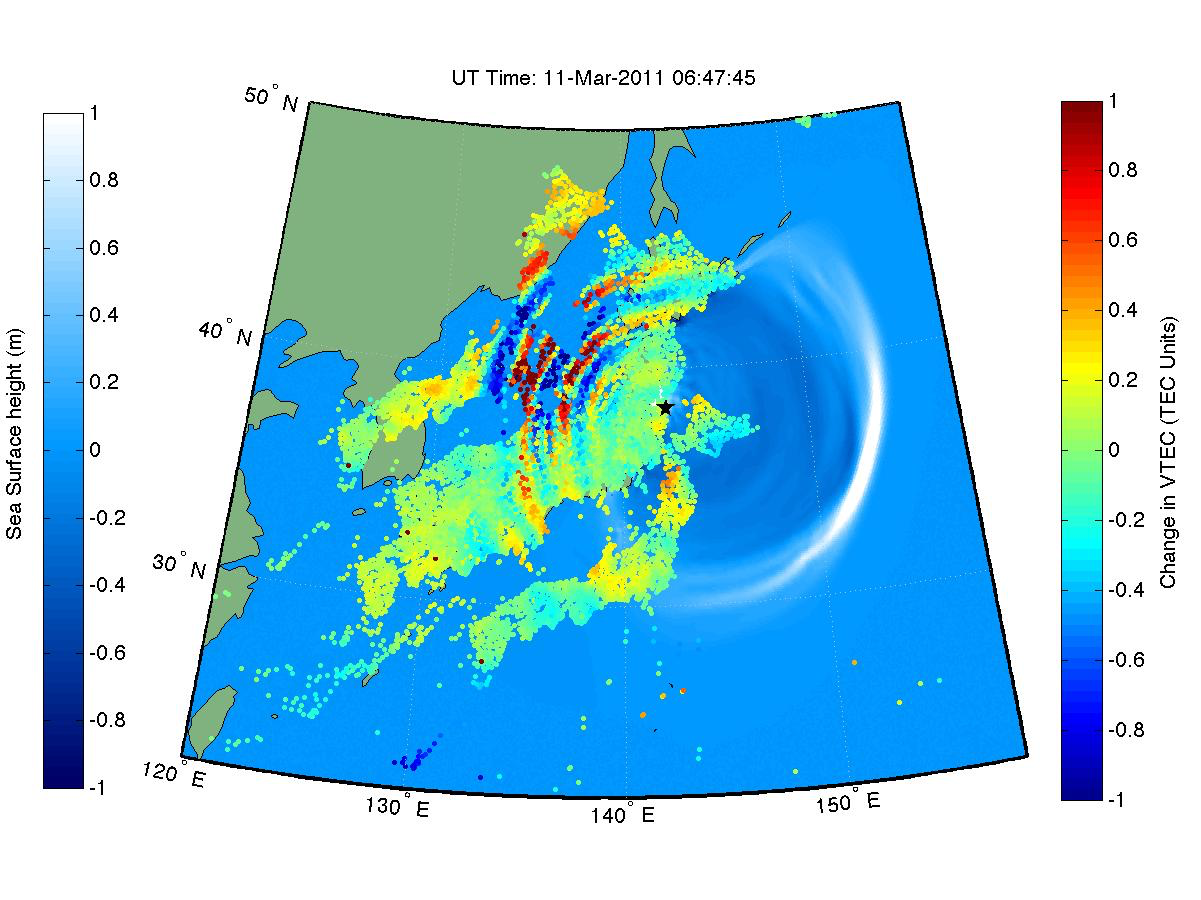 UT Time: 11-Mar-2011 06:47:45
50° N
40° N
30° N
120° E
130° E
140° E
150° E
Sea Surface height (m)
1
0.8
0.6
0.4
0.2
0
-0.2
-0.4
-0.6
-0.8
-1
Change in VTEC (TEC Units)
1
0.8
0.6
0.4
0.2
0
-0.2
-0.4
-0.6
-0.8
-1